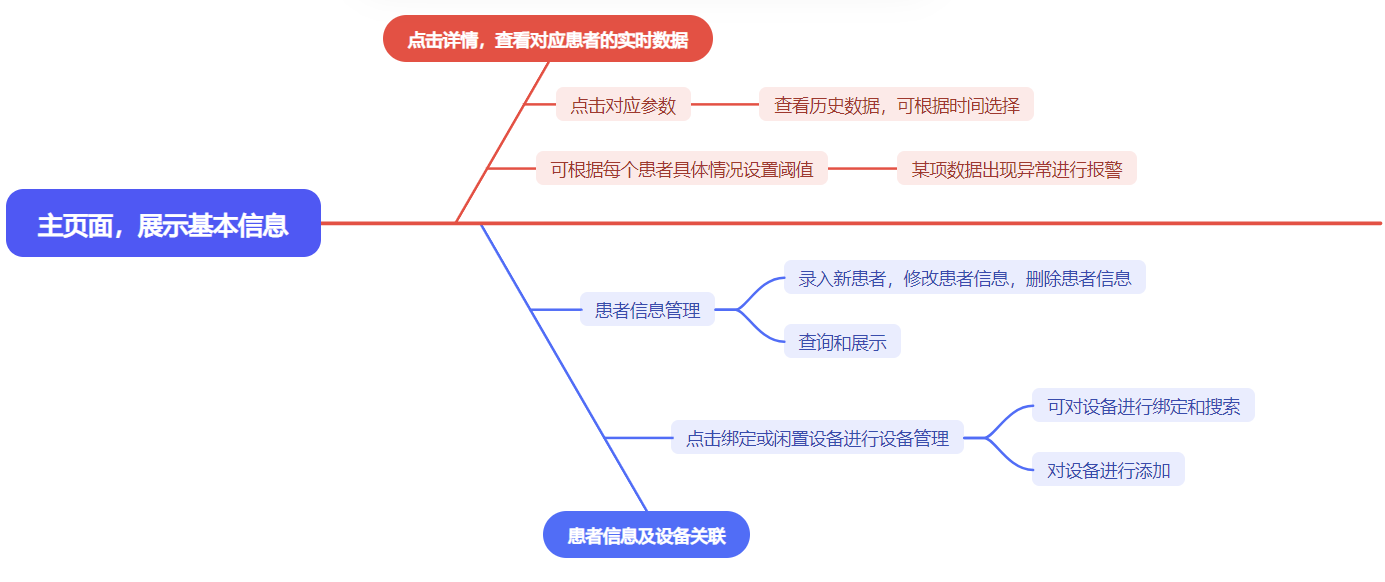 点击详情，查看对应患者的实时数据
点击对应参数
查看历史数据，可根据时间选择
可根据每个患者具体情况设置阈值
某项数据出现异常进行报警
主页面，展示基本信息
录入新患者，修改患者信息，删除患者信息
患者信息管理
查询和展示
可对设备进行绑定和搜索
点击绑定或闲置设备进行设备管理
对设备进行添加
患者信息及设备关联